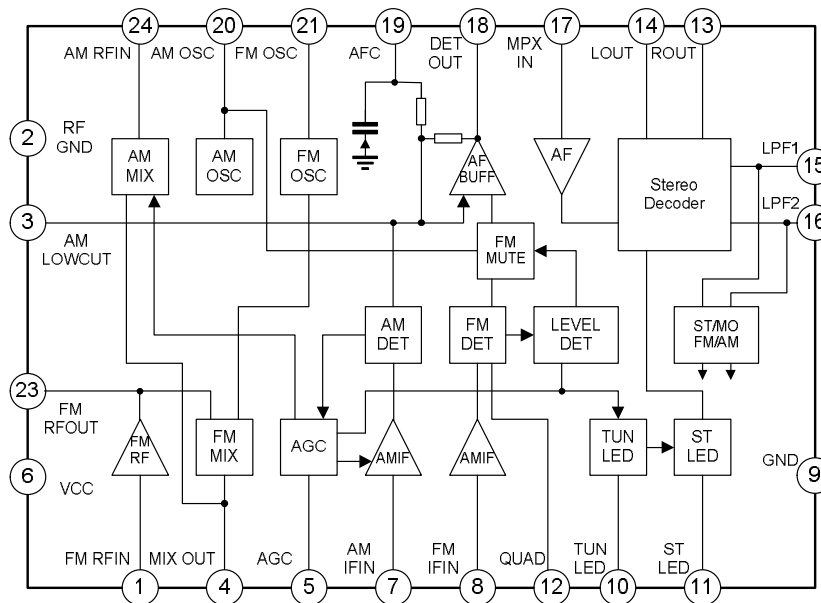 24 20 21 19 18 17 14 13
AM RFIN AM OSC FM OSC AFC DET OUT MPX IN LOUT ROUT
2
RF GND
AM MIX
AM OSC
FM OSC
AF BUFF
AF
Stereo Decoder
LPF1
15
LPF2
16
3
AM LOWCUT
FM MUTE
AM DET
FM DET
LEVEL DET
ST/MO FM/AM
23
FM RFOUT
FM RF
FM MIX
AGC
AMIF
AMIF
TUN LED
ST LED
6
VCC
GND
9
FM RFIN MIX OUT AGC AM IFIN FM IFIN QUAD TUN LED ST LED
1 4 5 7 8 12 10 11